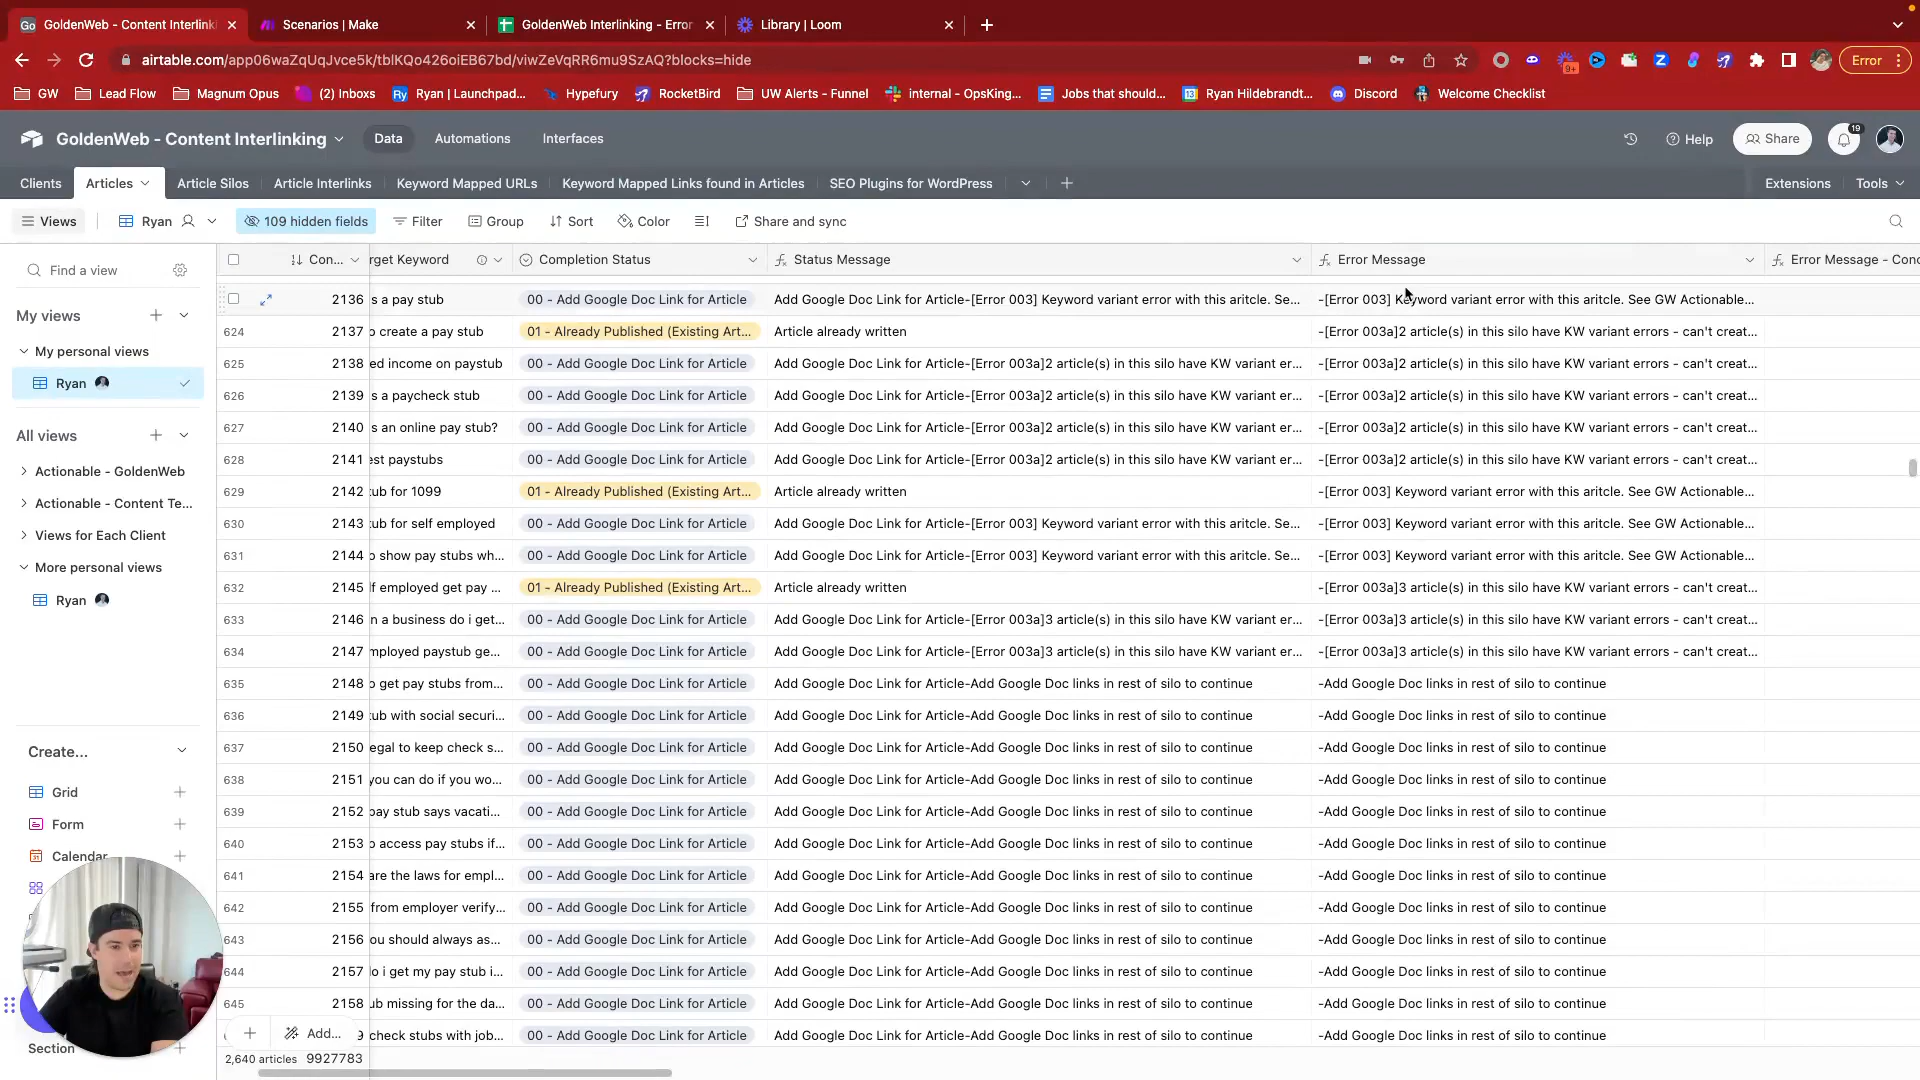 GoldenWeb - Content Interlink
Scenarios | Make
GoldenWeb Interlinking - Error
Library | Loom
airtable.com/app06waZqUqJvce5k/tblKQo426oiEB67bd/viwZeVqRR6mu9SzAQ?blocks=hide
9+
Error
GW
Lead Flow
Magnum Opus
(2) Inboxs
Ry
Ryan | Launchpad...
Hypefury
RocketBird
UW Alerts - Funnel
internal - OpsKing...
Jobs that should...
Ryan Hildebrandt...
Discord
Welcome Checklist
GoldenWeb - Content Interlinking
Data
Automations
Interfaces
Help
Share
19
Clients
Articles
Article Silos
Article Interlinks
Keyword Mapped URLs
Keyword Mapped Links found in Articles
SEO Plugins for WordPress
Extensions
Tools
Views
Ryan
109 hidden fields
Filter
Group
Sort
Color
Share and sync
Find a view
My views
My personal views
Ryan
All views
Actionable - GoldenWeb
Actionable - Content Te...
Views for Each Client
More personal views
Ryan
Create...
Grid
Form
Calendar
Section
Con...
rget Keyword
Completion Status
Status Message
Error Message
Error Message - Conc
2136 s a pay stub 00 - Add Google Doc Link for Article Add Google Doc Link for Article-[Error 003] Keyword variant error with this aritcle. Se... -[Error 003] Keyword variant error with this aritcle. See GW Actionable...
624 2137 o create a pay stub 01 - Already Published (Existing Art... Article already written -[Error 003a]2 article(s) in this silo have KW variant errors - can't creat...
625 2138 ed income on paystub 00 - Add Google Doc Link for Article Add Google Doc Link for Article-[Error 003a]2 article(s) in this silo have KW variant er... -[Error 003a]2 article(s) in this silo have KW variant errors - can't creat...
626 2139 s a paycheck stub 00 - Add Google Doc Link for Article Add Google Doc Link for Article-[Error 003a]2 article(s) in this silo have KW variant er... -[Error 003a]2 article(s) in this silo have KW variant errors - can't creat...
627 2140 s an online pay stub? 00 - Add Google Doc Link for Article Add Google Doc Link for Article-[Error 003a]2 article(s) in this silo have KW variant er... -[Error 003a]2 article(s) in this silo have KW variant errors - can't creat...
628 2141 est paystubs 00 - Add Google Doc Link for Article Add Google Doc Link for Article-[Error 003a]2 article(s) in this silo have KW variant er... -[Error 003a]2 article(s) in this silo have KW variant errors - can't creat...
629 2142 tub for 1099 01 - Already Published (Existing Art... Article already written -[Error 003] Keyword variant error with this aritcle. See GW Actionable...
630 2143 tub for self employed 00 - Add Google Doc Link for Article Add Google Doc Link for Article-[Error 003] Keyword variant error with this aritcle. Se... -[Error 003] Keyword variant error with this aritcle. See GW Actionable...
631 2144 o show pay stubs wh... 00 - Add Google Doc Link for Article Add Google Doc Link for Article-[Error 003] Keyword variant error with this aritcle. Se... -[Error 003] Keyword variant error with this aritcle. See GW Actionable...
632 2145 lf employed get pay ... 01 - Already Published (Existing Art... Article already written -[Error 003a]3 article(s) in this silo have KW variant errors - can't creat...
633 2146 n a business do i get... 00 - Add Google Doc Link for Article Add Google Doc Link for Article-[Error 003a]3 article(s) in this silo have KW variant er... -[Error 003a]3 article(s) in this silo have KW variant errors - can't creat...
634 2147 mployed paystub ge... 00 - Add Google Doc Link for Article Add Google Doc Link for Article-[Error 003a]3 article(s) in this silo have KW variant er... -[Error 003a]3 article(s) in this silo have KW variant errors - can't creat...
635 2148 o get pay stubs from... 00 - Add Google Doc Link for Article Add Google Doc Link for Article-Add Google Doc links in rest of silo to continue -Add Google Doc links in rest of silo to continue
636 2149 tub with social securi... 00 - Add Google Doc Link for Article Add Google Doc Link for Article-Add Google Doc links in rest of silo to continue -Add Google Doc links in rest of silo to continue
637 2150 egal to keep check s... 00 - Add Google Doc Link for Article Add Google Doc Link for Article-Add Google Doc links in rest of silo to continue -Add Google Doc links in rest of silo to continue
638 2151 you can do if you wo... 00 - Add Google Doc Link for Article Add Google Doc Link for Article-Add Google Doc links in rest of silo to continue -Add Google Doc links in rest of silo to continue
639 2152 pay stub says vacati... 00 - Add Google Doc Link for Article Add Google Doc Link for Article-Add Google Doc links in rest of silo to continue -Add Google Doc links in rest of silo to continue
640 2153 o access pay stubs if... 00 - Add Google Doc Link for Article Add Google Doc Link for Article-Add Google Doc links in rest of silo to continue -Add Google Doc links in rest of silo to continue
641 2154 are the laws for empl... 00 - Add Google Doc Link for Article Add Google Doc Link for Article-Add Google Doc links in rest of silo to continue -Add Google Doc links in rest of silo to continue
642 2155 from employer verify... 00 - Add Google Doc Link for Article Add Google Doc Link for Article-Add Google Doc links in rest of silo to continue -Add Google Doc links in rest of silo to continue
643 2156 ou should always as... 00 - Add Google Doc Link for Article Add Google Doc Link for Article-Add Google Doc links in rest of silo to continue -Add Google Doc links in rest of silo to continue
644 2157 lo i get my pay stub i... 00 - Add Google Doc Link for Article Add Google Doc Link for Article-Add Google Doc links in rest of silo to continue -Add Google Doc links in rest of silo to continue
645 2158 ub missing for the da... 00 - Add Google Doc Link for Article Add Google Doc Link for Article-Add Google Doc links in rest of silo to continue -Add Google Doc links in rest of silo to continue
9 check stubs with job... 00 - Add Google Doc Link for Article Add Google Doc Link for Article-Add Google Doc links in rest of silo to continue -Add Google Doc links in rest of silo to continue
Add...
2,640 articles 9927783